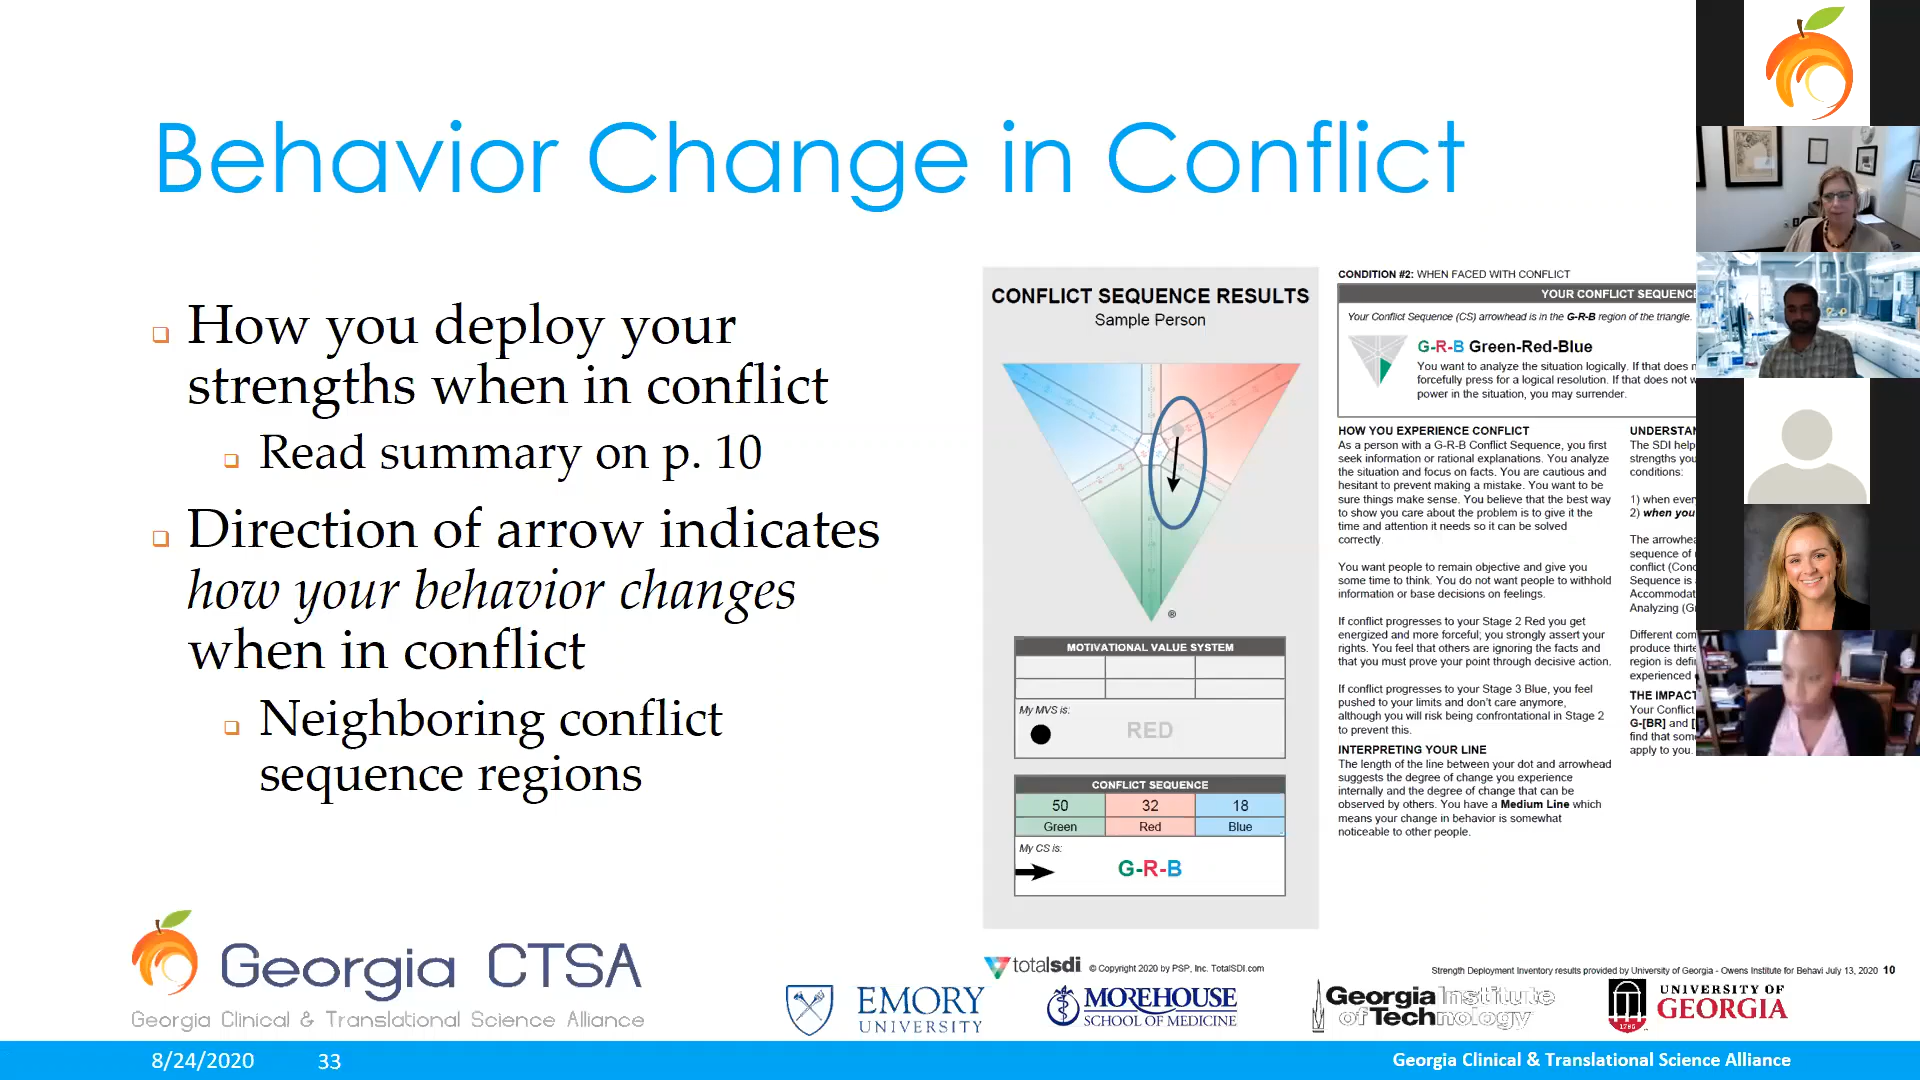 Behavior Change in Conflict
How you deploy your
strengths when in conflict
Read summary on p. 10
Direction of arrow indicates
how your behavior changes
when in conflict
Neighboring conflict
sequence regions
CONFLICT SEQUENCE RESULTS
Sample Person
®
MOTIVATIONAL VALUE SYSTEM
My MVS is:
RED
CONFLICT SEQUENCE
50 32 18
Green Red Blue
My CS is:
G-R-B
CONDITION #2: WHEN FACED WITH CONFLICT
YOUR CONFLICT SEQUENCE
Your Conflict Sequence (CS) arrowhead is in the G-R-B region of the triangle.
G-R-B Green-Red-Blue
You want to analyze the situation logically. If that does
forcefully press for a logical resolution. If that does not
power in the situation, you may surrender.
HOW YOU EXPERIENCE CONFLICT
As a person with a G-R-B Conflict Sequence, you first
seek information or rational explanations. You analyze
the situation and focus on facts. You are cautious and
hesitant to prevent making a mistake. You want to be
sure things make sense. You believe that the best way
to show you care about the problem is to give it the
time and attention it needs so it can be solved
correctly.
You want people to remain objective and give you
some time to think. You do not want people to withhold
information or base decisions on feelings.
If conflict progresses to your Stage 2 Red you get
energized and more forceful; you strongly assert your
rights. You feel that others are ignoring the facts and
that you must prove your point through decisive action.
If conflict progresses to your Stage 3 Blue, you feel
pushed to your limits and don't care anymore,
although you will risk being confrontational in Stage 2
to prevent this.
INTERPRETING YOUR LINE
The length of the line between your dot and arrowhead
suggests the degree of change you experience
internally and the degree of change that can be
observed by others. You have a Medium Line which
means your change in behavior is somewhat
noticeable to other people.
The SDI help
strengths you
conditions:
1) when ever
2) when you
The arrowhea
sequence of
conflict (Con
Sequence is
Accommodat
Analyzing (G
Different com
produce thirte
region is defi
experienced
THE IMPACT
Your Conflict
G-[BR] and [
find that som
apply to you.
totalsdi © Copyright 2020 by PSP, Inc. TotalSDI.com
Strength Deployment Inventory results provided by University of Georgia - Owens Institute for Behavi July 13, 2020 10
Georgia CTSA
Georgia Clinical & Translational Science Alliance
EMORY
UNIVERSITY
MOREHOUSE
SCHOOL OF MEDICINE
Georgia Institute
of Technology
1785
UNIVERSITY OF
GEORGIA
8/24/2020 33 Georgia Clinical & Translational Science Alliance